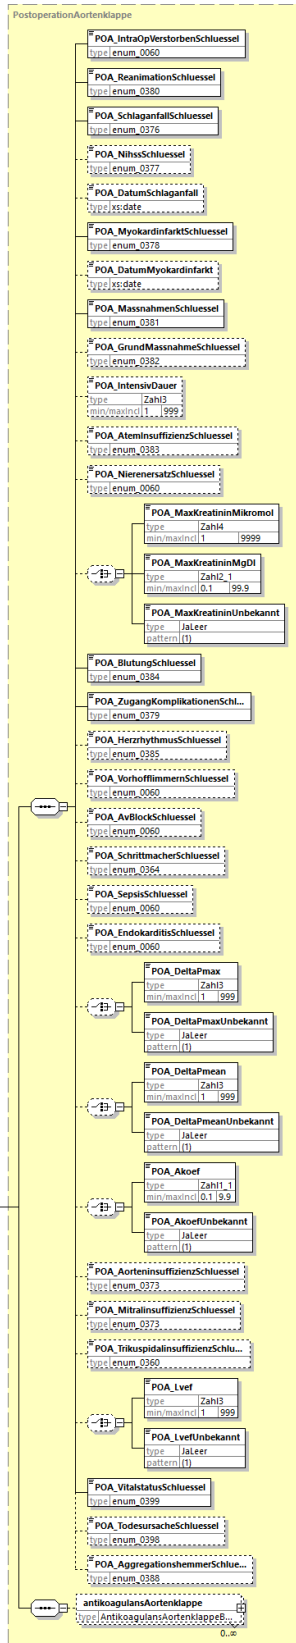 PostoperationAortenklappe
POA_IntraOpVerstorbenSchluessel
type enum_0060
POA_ReanimationSchluessel
type enum_0380
POA_SchlaganfallSchluessel
type enum_0376
POA_NihssSchluessel
type enum_0377
POA_DatumSchlaganfall
type xs:date
POA_MyokardinfarktSchluessel
type enum_0378
POA_DatumMyokardinfarkt
type xs:date
POA_MassnahmenSchluessel
type enum_0381
POA_GrundMassnahmeSchluessel
type enum_0382
POA_IntensivDauer
type Zahl3
min/maxIncl 1 999
POA_AtemInsuffizienzSchluessel
type enum_0383
POA_NierenersatzSchluessel
type enum_0060
POA_MaxKreatininMikromol
type Zahl4
min/maxIncl 1 9999
POA_MaxKreatininMgDl
type Zahl2_1
min/maxIncl 0.1 99.9
POA_MaxKreatininUnbekannt
type JaLeer
pattern (1)
POA_BlutungSchluessel
type enum_0384
POA_ZugangKomplikationenSchl...
type enum_0379
POA_HerzrhythmusSchluessel
type enum_0385
POA_VorhofflimmernSchluessel
type enum_0060
POA_AvBlockSchluessel
type enum_0060
POA_SchrittmacherSchluessel
type enum_0364
POA_SepsisSchluessel
type enum_0060
POA_EndokarditisSchluessel
type enum_0060
POA_DeltaPmax
type Zahl3
min/maxIncl 1 999
POA_DeltaPmaxUnbekannt
type JaLeer
pattern (1)
POA_DeltaPmean
type Zahl3
min/maxIncl 1 999
POA_DeltaPmeanUnbekannt
type JaLeer
pattern (1)
POA_Akoef
type Zahl1_1
min/maxIncl 0.1 9.9
POA_AkoefUnbekannt
type JaLeer
pattern (1)
POA_AorteninsuffizienzSchluessel
type enum_0373
POA_MitralinsuffizienzSchluessel
type enum_0373
POA_TrikuspidalinsuffizienzSchlu...
type enum_0360
POA_Lvef
type Zahl3
min/maxIncl 1 999
POA_LvefUnbekannt
type JaLeer
pattern (1)
POA_VitalstatusSchluessel
type enum_0399
POA_TodesursacheSchluessel
type enum_0398
POA_AggregationshemmerSchlue...
type enum_0388
antikoagulansAortenklappe
type AntikoagulansAortenklappeB...
0..∞